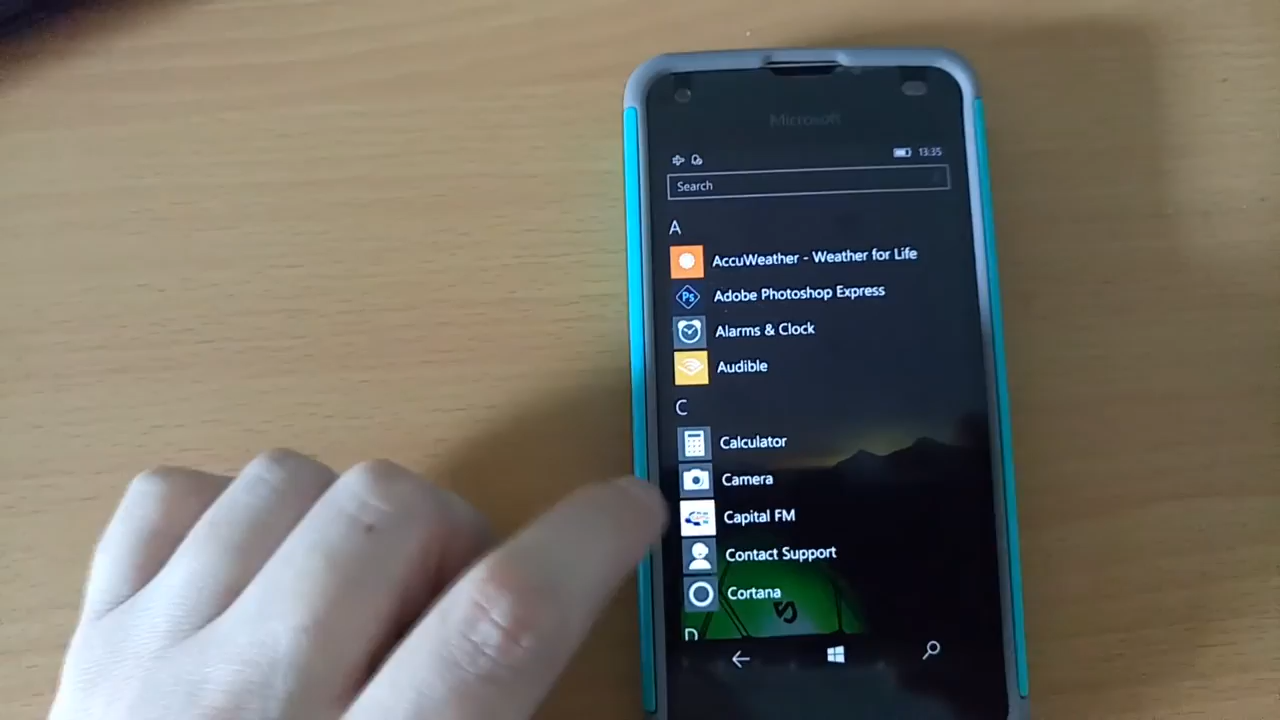 Microsoft
13:35
Search
A
AccuWeather - Weather for Life
Ps
Adobe Photoshop Express
Alarms & Clock
Audible
C
Calculator
Camera
Capital FM
Contact Support
Cortana
D